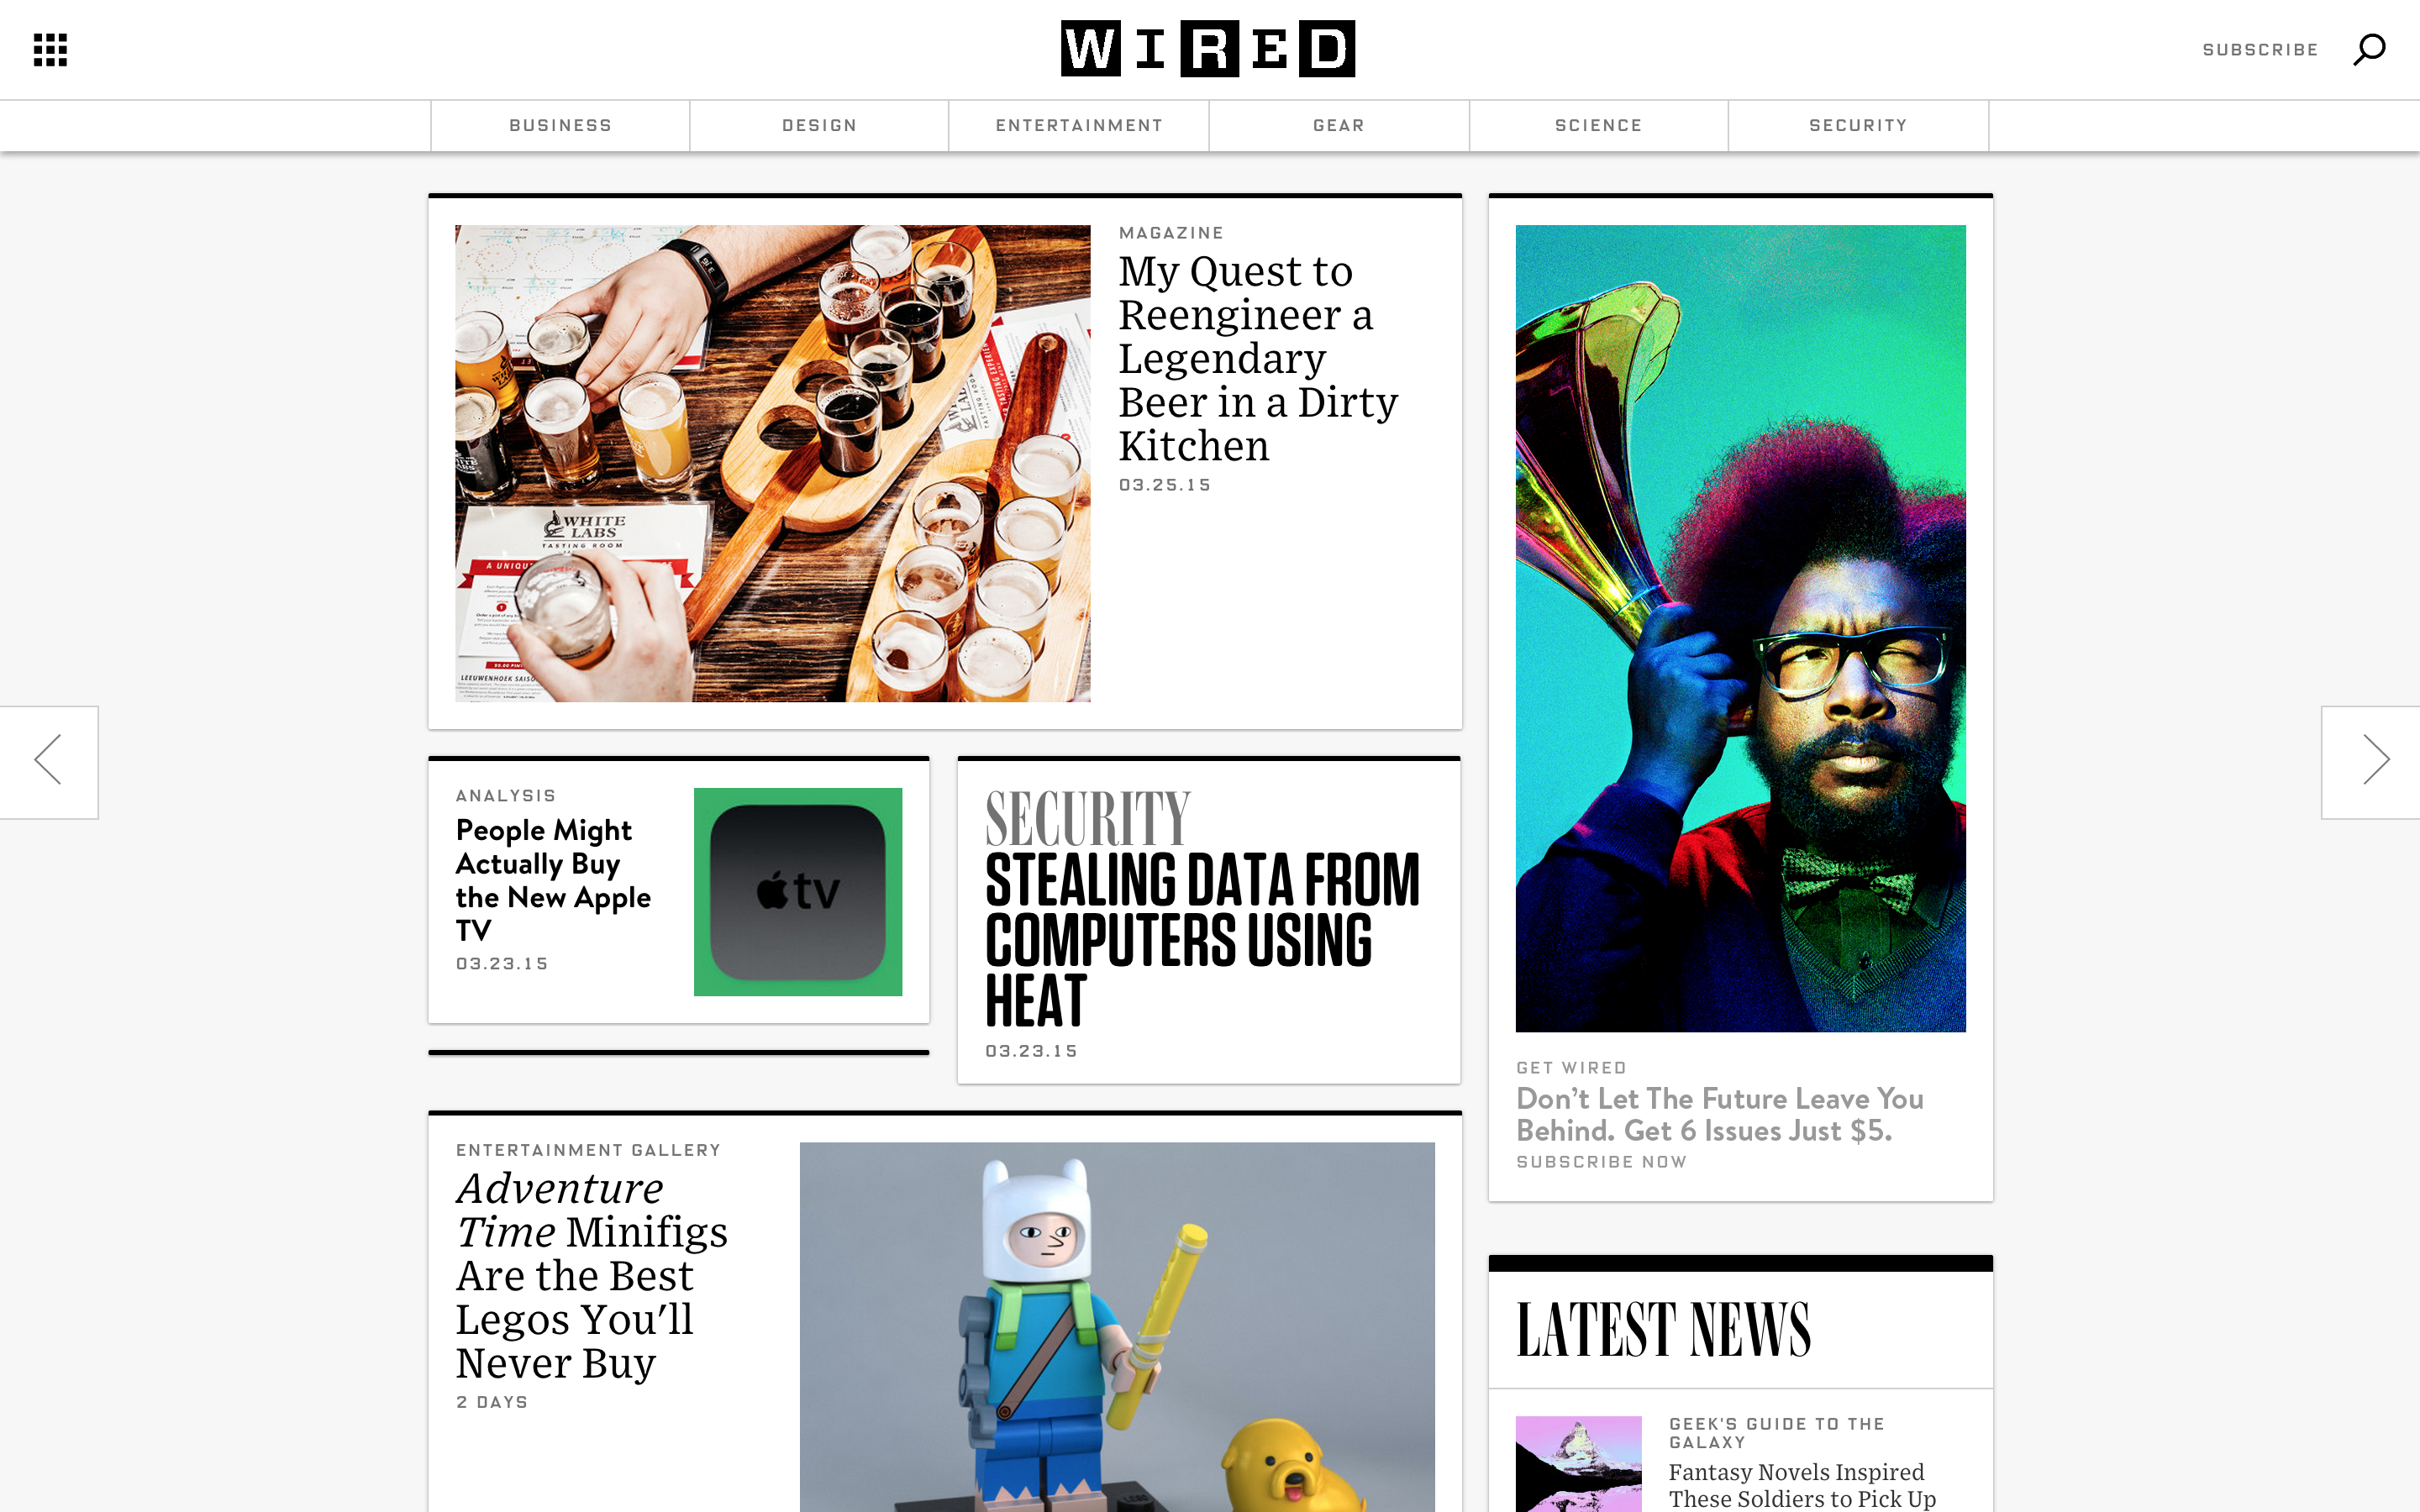 WIRED
SUBSCRIBE
BUSINESS
DESIGN
ENTERTAINMENT
GEAR
SCIENCE
SECURITY
MAGAZINE
My Quest to
Reengineer a
Legendary
Beer in a Dirty
Kitchen
03.25.15
WHITE
LABS
TASTING ROOM
A UNIQU
LEEUWENHOEK SAISO
ANALYSIS
People Might
Actually Buy
the New Apple
TV
03.23.15
tv
SECURITY
STEALING DATA FROM
COMPUTERS USING
HEAT
03.23.15
GET WIRED
Don’t Let The Future Leave You
Behind. Get 6 Issues Just $5.
SUBSCRIBE NOW
ENTERTAINMENT GALLERY
Adventure
Time Minifigs
Are the Best
Legos You'll
Never Buy
2 DAYS
LATEST NEWS
GEEK'S GUIDE TO THE
GALAXY
Fantasy Novels Inspired
These Soldiers to Pick Up